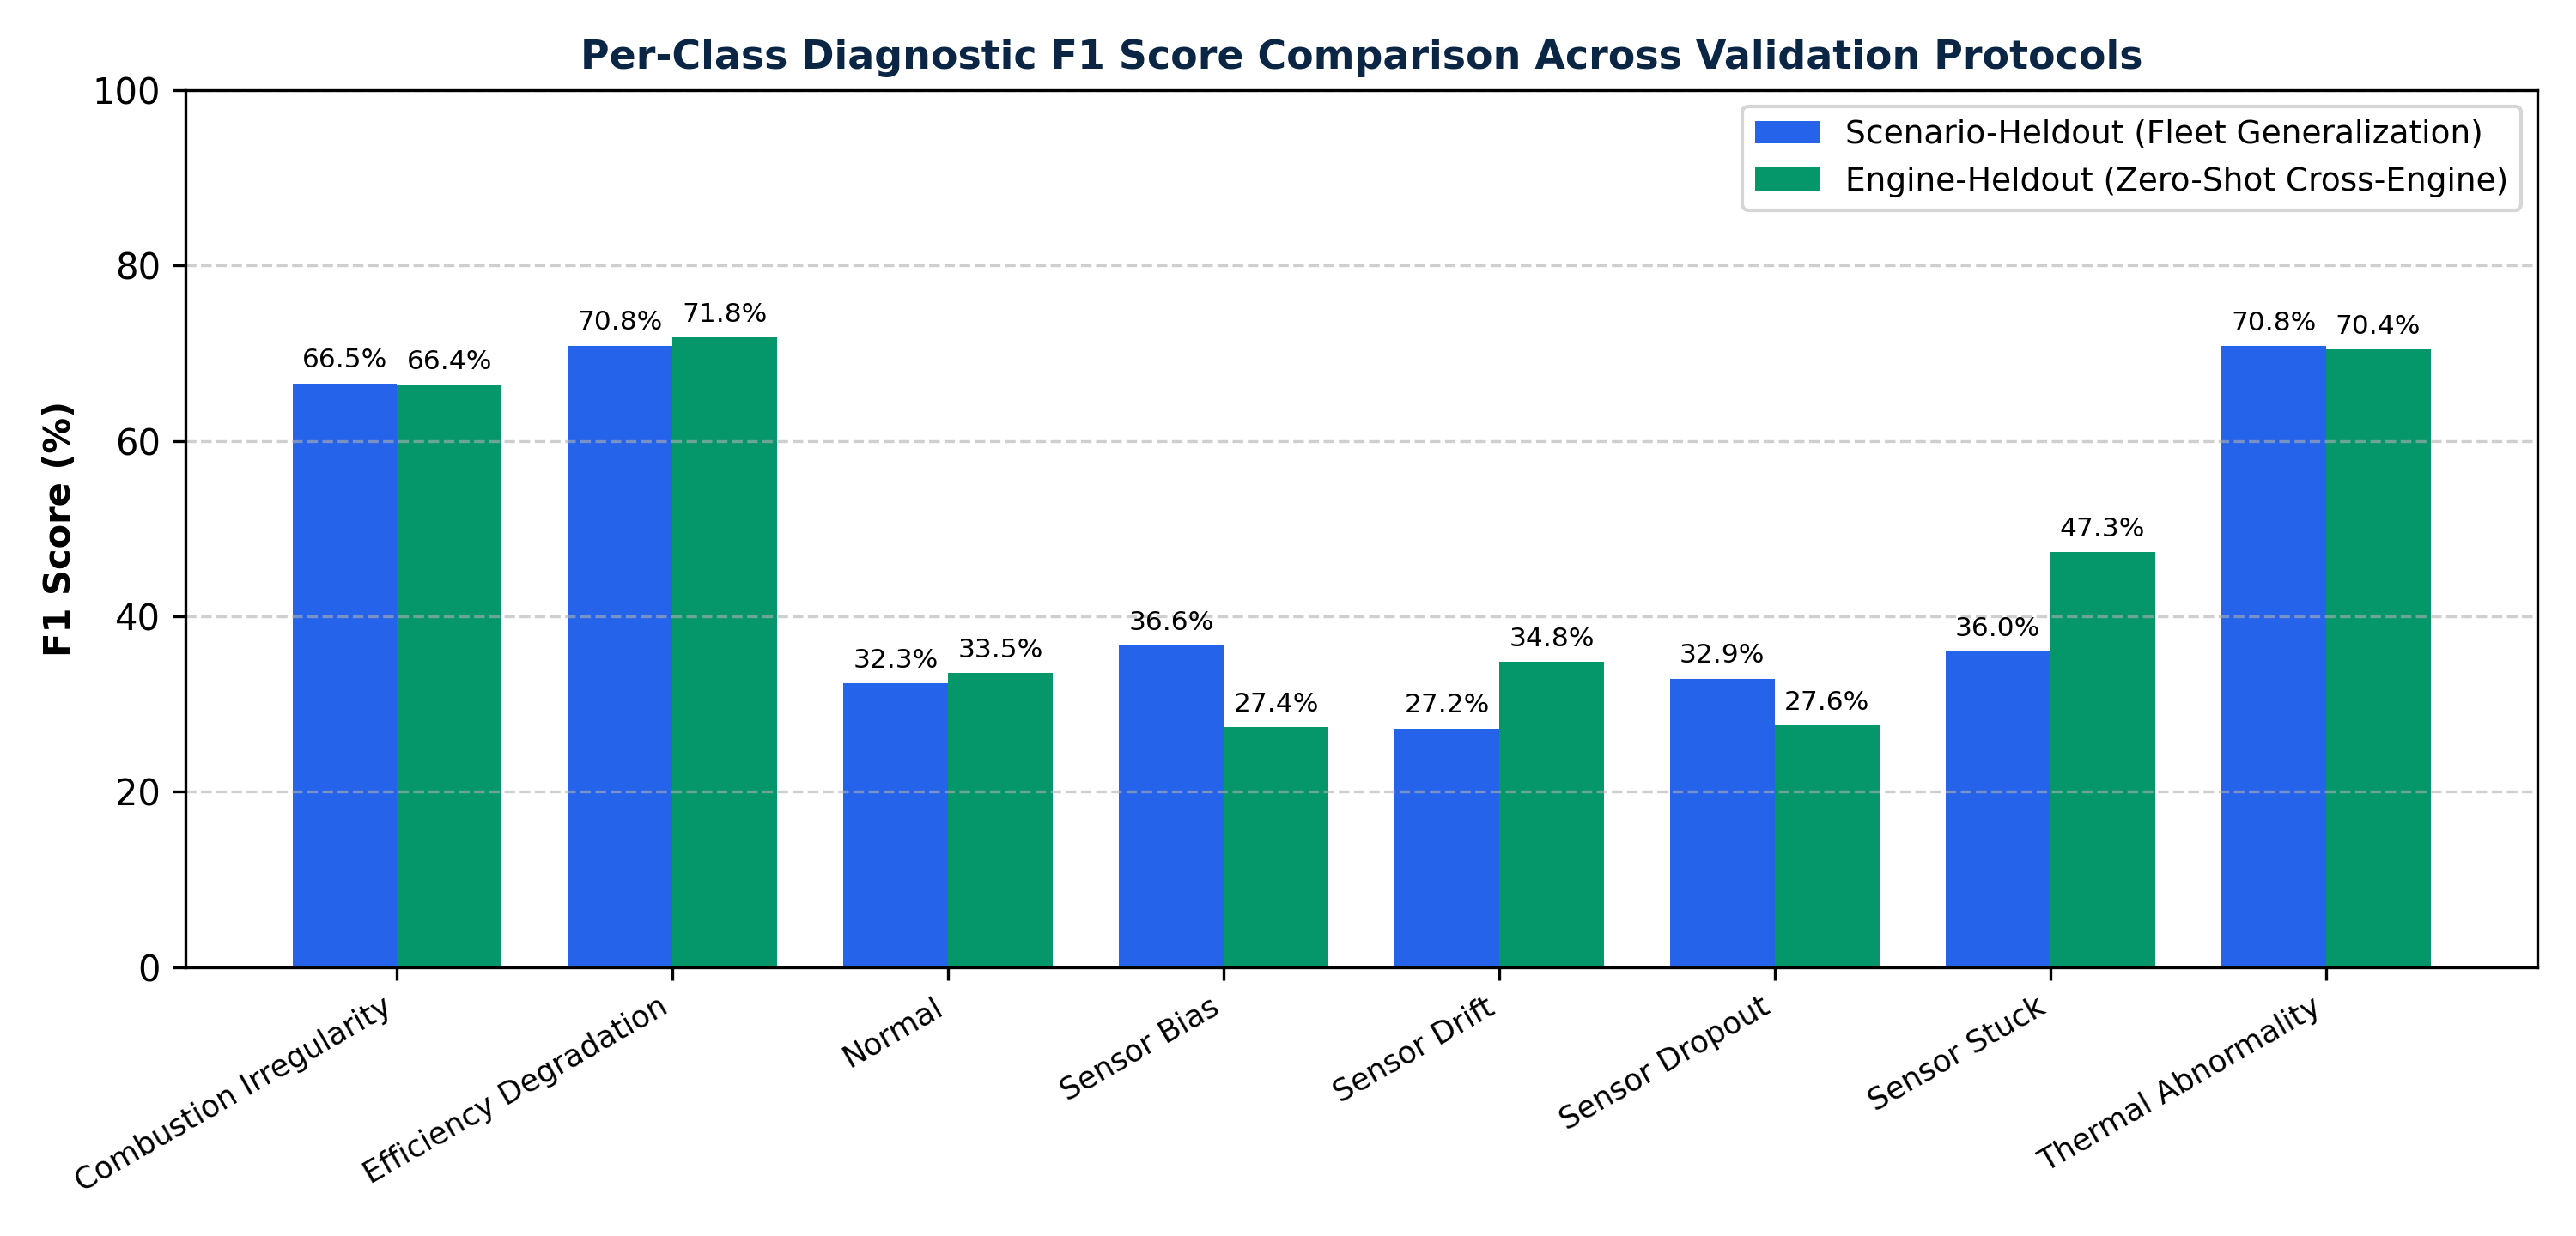 Per-Class Diagnostic F1 Score Comparison Across Validation Protocols
Scenario-Heldout (Fleet Generalization)
Engine-Heldout (Zero-Shot Cross-Engine)
F1 Score (%)
100
80
60
40
20
0
66.5%
66.4%
70.8%
71.8%
32.3%
33.5%
36.6%
27.4%
27.2%
34.8%
32.9%
27.6%
36.0%
47.3%
70.8%
70.4%
Combustion Irregularity
Efficiency Degradation
Normal
Sensor Bias
Sensor Drift
Sensor Dropout
Sensor Stuck
Thermal Abnormality